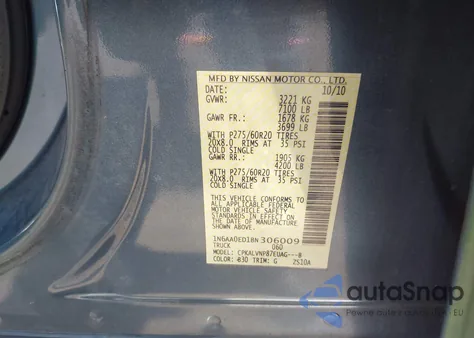 MFD BY NISSAN MOTOR CO., LTD.
DATE: 10/10
GVWR: 3221 KG
7100 LB
GAWR FR.: 1678 KG
3699 LB
WITH P275/60R20 TIRES
20x8.0 RIMS AT 35 PSI
COLD SINGLE
GAWR RR.: 1905 KG
4200 LB
WITH P275/60R20 TIRES
20x8.0 RIMS AT 35 PSI
COLD SINGLE
THIS VEHICLE CONFORMS TO ALL
APPLICABLE FEDERAL MOTOR
VEHICLE SAFETY STANDARDS
IN EFFECT ON THE DATE OF
MANUFACTURE SHOWN ABOVE.
1N6AA0ED1BN306009
TRUCK 060
MODEL: CPKALVNP87EUAG---B
COLOR: B30 TRIM: G 2510A
autoSnap
EU